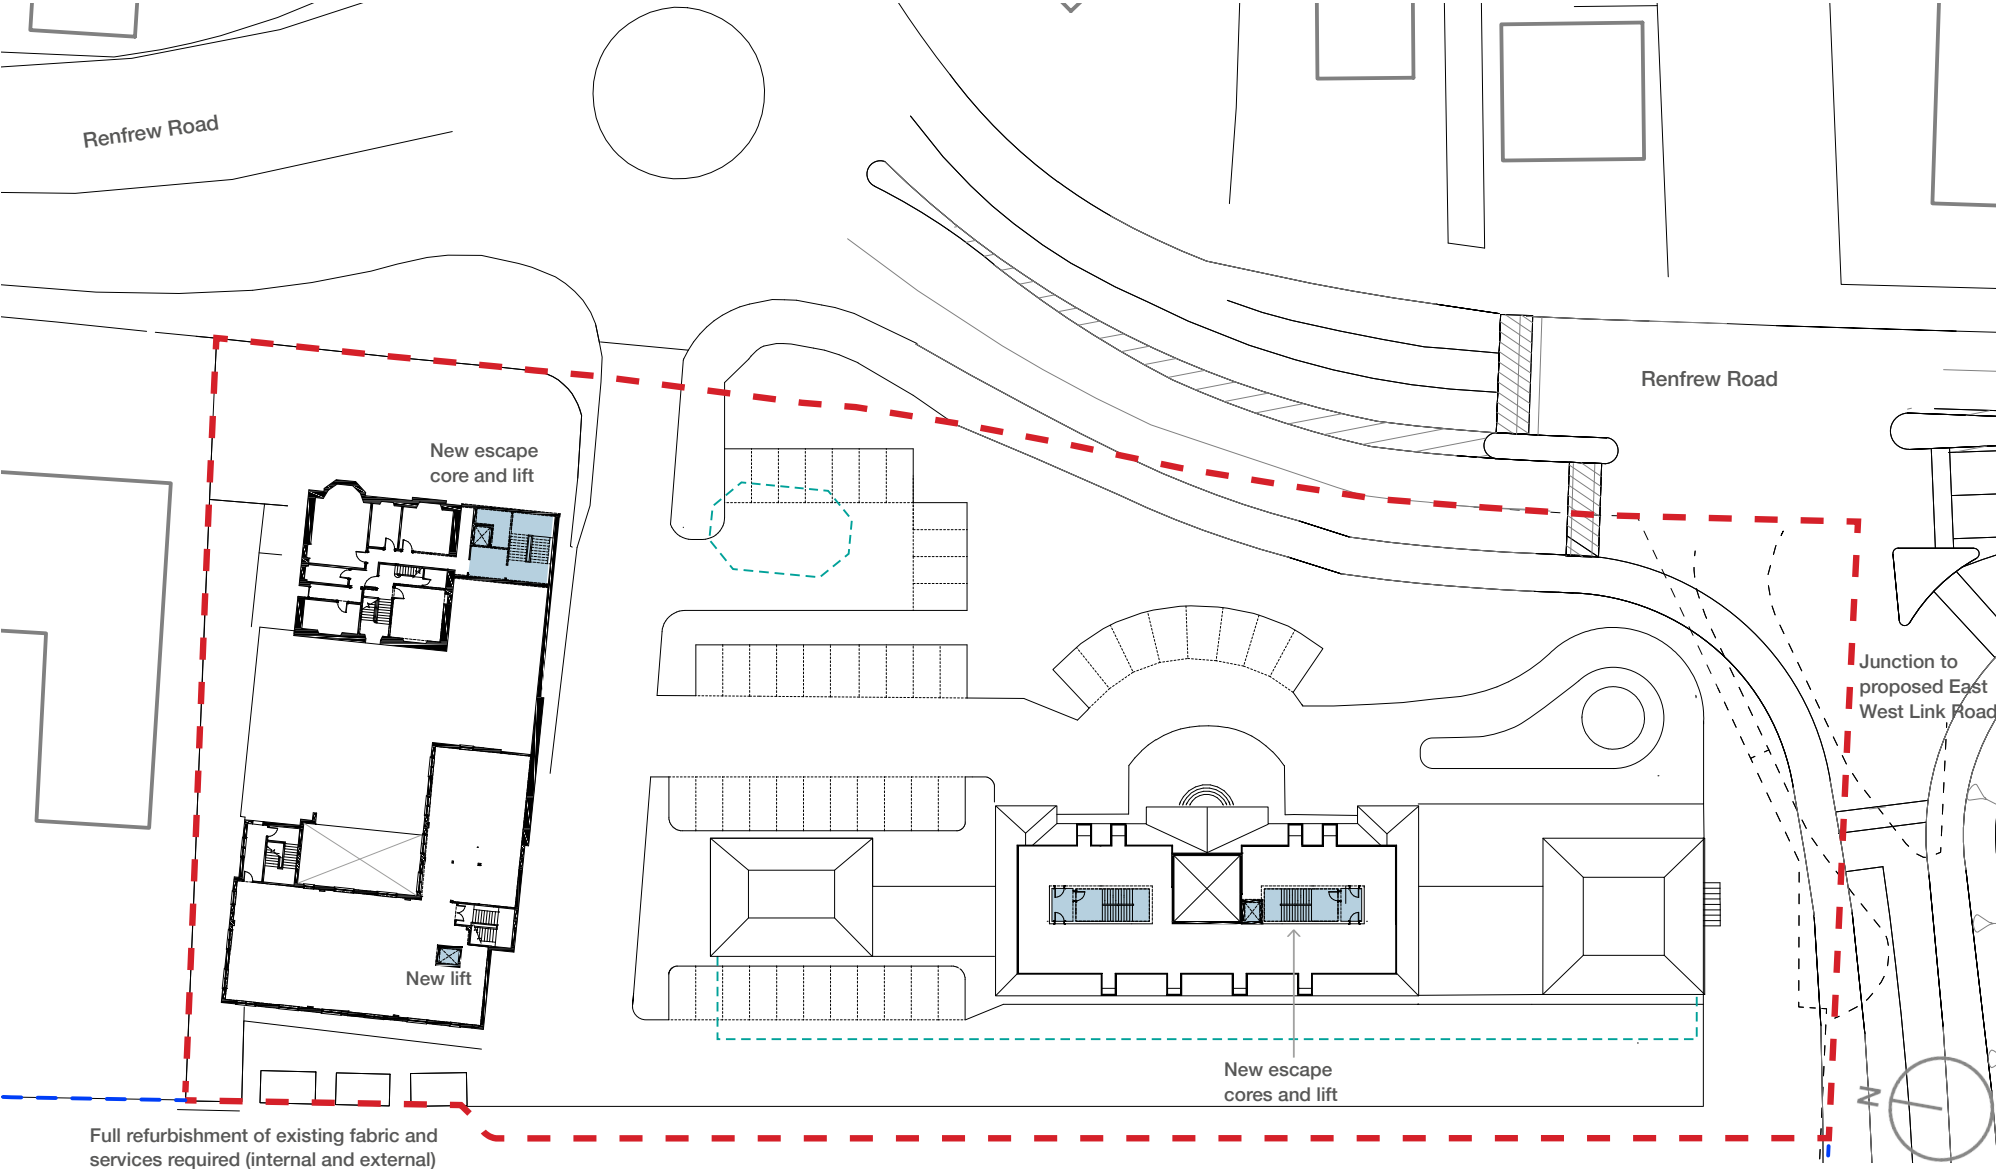 Renfrew Road
Renfrew Road
New escape
core and lift
Junction to
proposed East
West Link Road
New lift
New escape
cores and lift
N
Full refurbishment of existing fabric and
services required (internal and external)